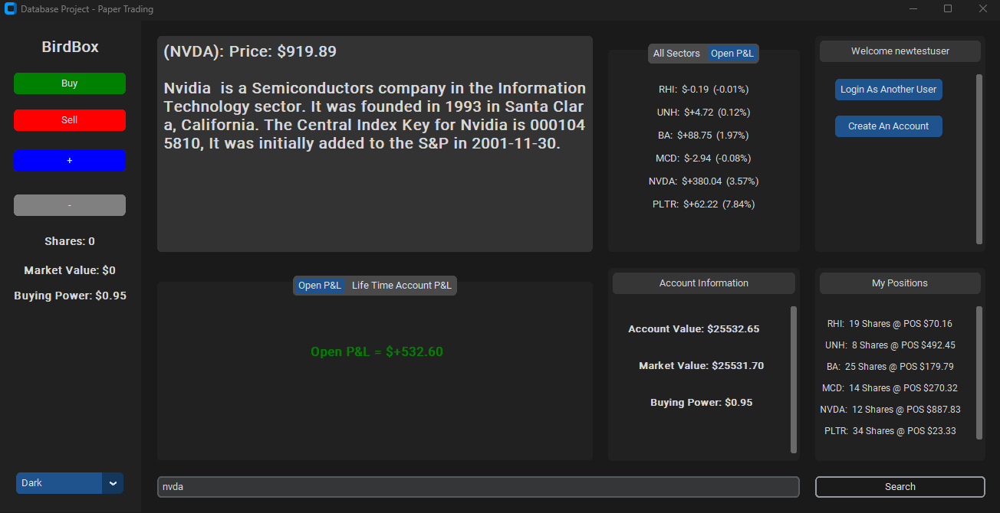 Database Project - Paper Trading
BirdBox
Buy
Sell
+
-
Shares: 0
Market Value: $0
Buying Power: $0.95
Dark
(NVDA): Price: $919.89
Nvidia  is a Semiconductors company in the Information
Technology sector. It was founded in 1993 in Santa Clar
a, California. The Central Index Key for Nvidia is 000104
5810, It was initially added to the S&P in 2001-11-30.
All Sectors Open P&L
RHI: $-0.19 (-0.01%)
UNH: $+4.72 (0.12%)
BA: $+88.75 (1.97%)
MCD: $-2.94 (-0.08%)
NVDA: $+380.04 (3.57%)
PLTR: $+62.22 (7.84%)
Welcome newtestuser
Login As Another User
Create An Account
Open P&L Life Time Account P&L
Open P&L = $+532.60
Account Information
Account Value: $25532.65
Market Value: $25531.70
Buying Power: $0.95
My Positions
RHI: 19 Shares @ POS $70.16
UNH: 8 Shares @ POS $492.45
BA: 25 Shares @ POS $179.79
MCD: 14 Shares @ POS $270.32
NVDA: 12 Shares @ POS $887.83
PLTR: 34 Shares @ POS $23.33
nvda
Search